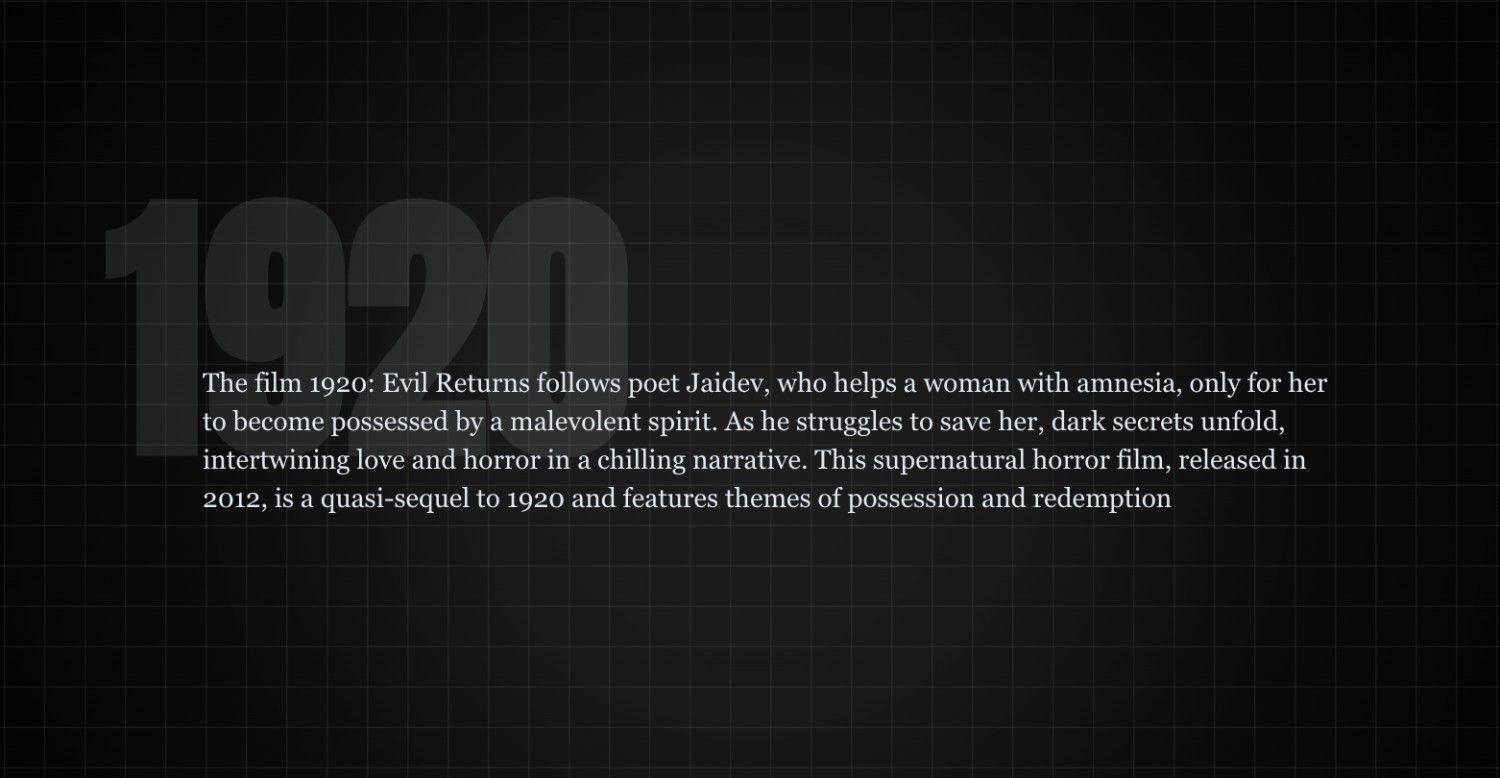 1920
The film 1920: Evil Returns follows poet Jaidev, who helps a woman with amnesia, only for her
to become possessed by a malevolent spirit. As he struggles to save her, dark secrets unfold,
intertwining love and horror in a chilling narrative. This supernatural horror film, released in
2012, is a quasi-sequel to 1920 and features themes of possession and redemption